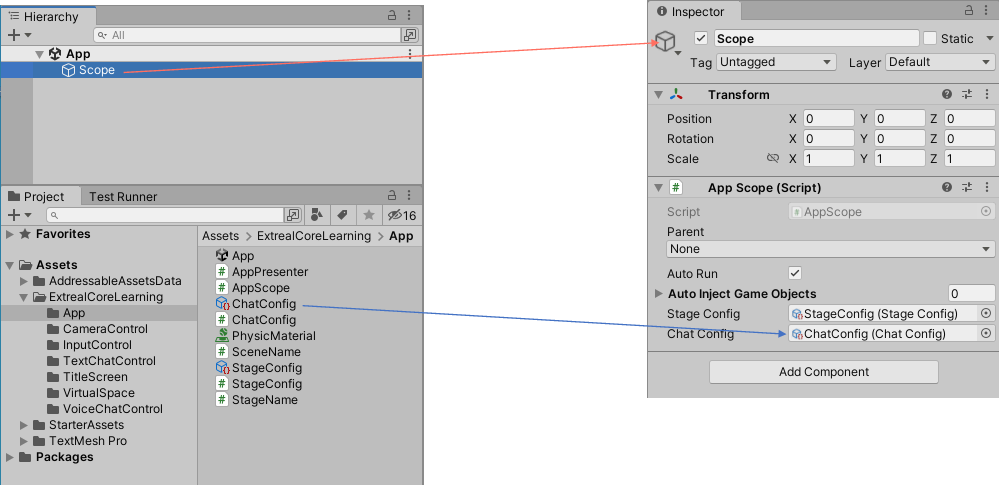 Hierarchy
All
App
Scope
Project
Test Runner
16
Favorites
Assets
AddressableAssetsData
ExtrealCoreLearning
App
CameraControl
InputControl
TextChatControl
TitleScreen
VirtualSpace
VoiceChatControl
StarterAssets
TextMesh Pro
Packages
Assets > ExtrealCoreLearning > App
App
AppPresenter
AppScope
ChatConfig
ChatConfig
PhysicMaterial
SceneName
StageConfig
StageConfig
StageName
Inspector
Scope
Static
Tag Untagged Layer Default
Transform
Position X 0 Y 0 Z 0
Rotation X 0 Y 0 Z 0
Scale X 1 Y 1 Z 1
App Scope (Script)
Script AppScope
Parent
None
Auto Run
Auto Inject Game Objects 0
Stage Config StageConfig (Stage Config)
Chat Config ChatConfig (Chat Config)
Add Component